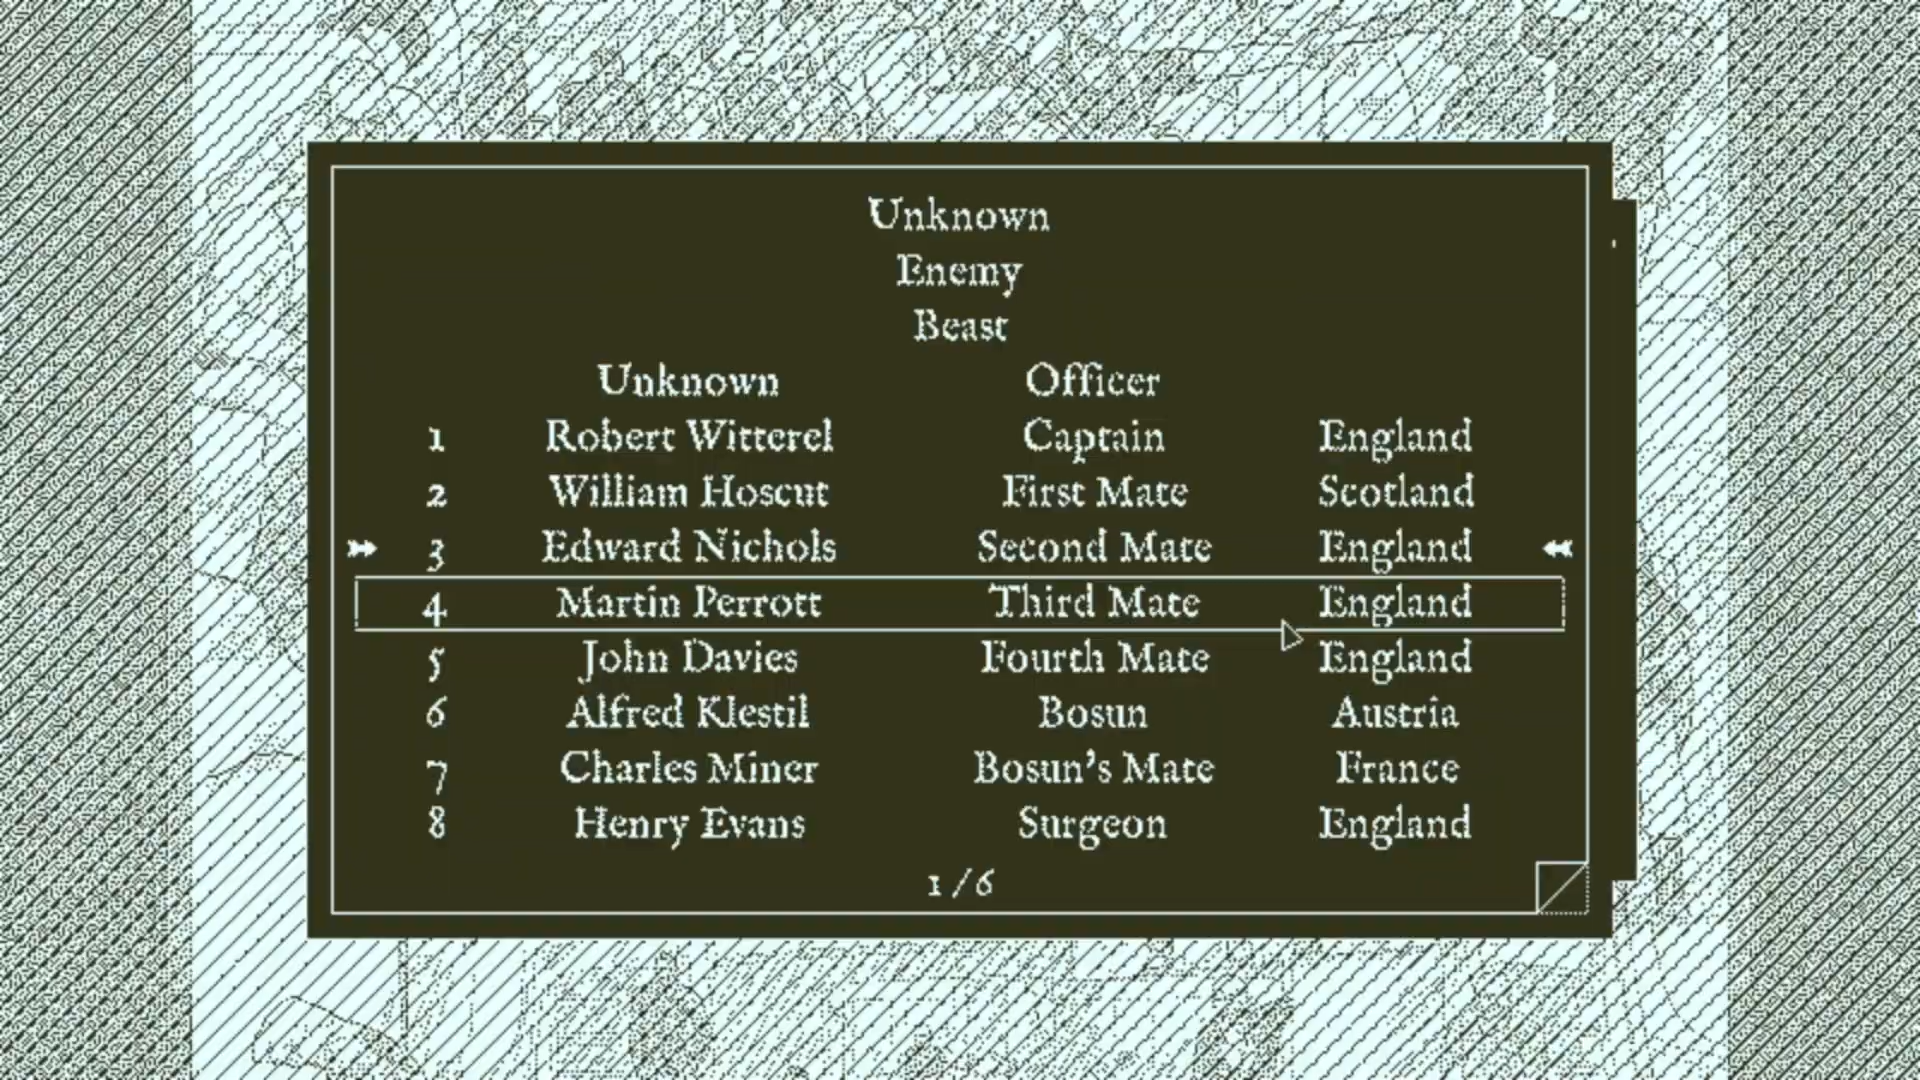 Unknown
Enemy
Beast
Unknown Officer
1 Robert Witterel Captain England
2 William Hoscut First Mate Scotland
3 Edward Nichols Second Mate England
4 Martin Perrott Third Mate England
5 John Davies Fourth Mate England
6 Alfred Klestil Bosun Austria
7 Charles Miner Bosun's Mate France
8 Henry Evans Surgeon England
1/6